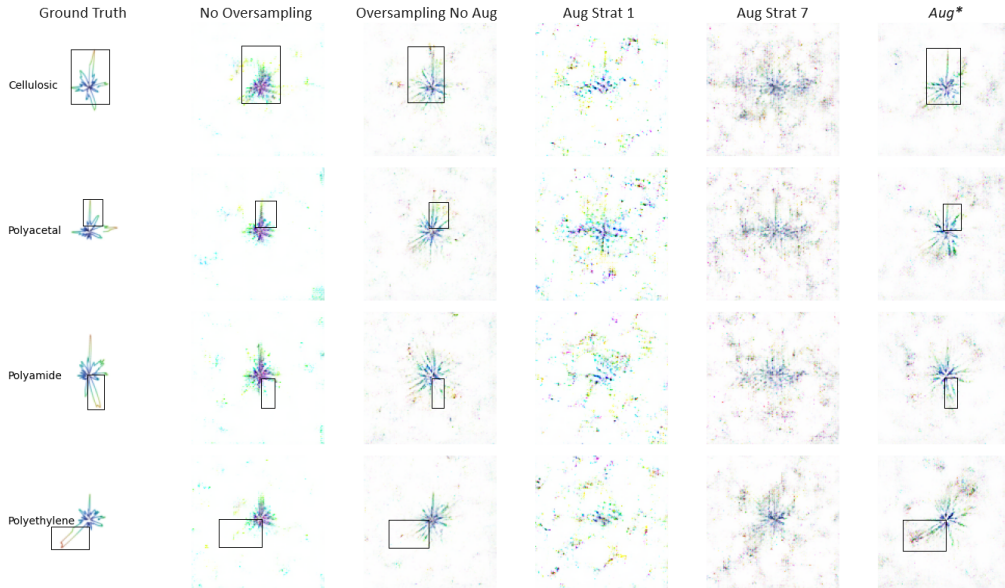 Ground Truth No Oversampling Oversampling No Aug Aug Strat 1 Aug Strat 7 Aug*
Cellulosic
Polyacetal
Polyamide
Polyethylene